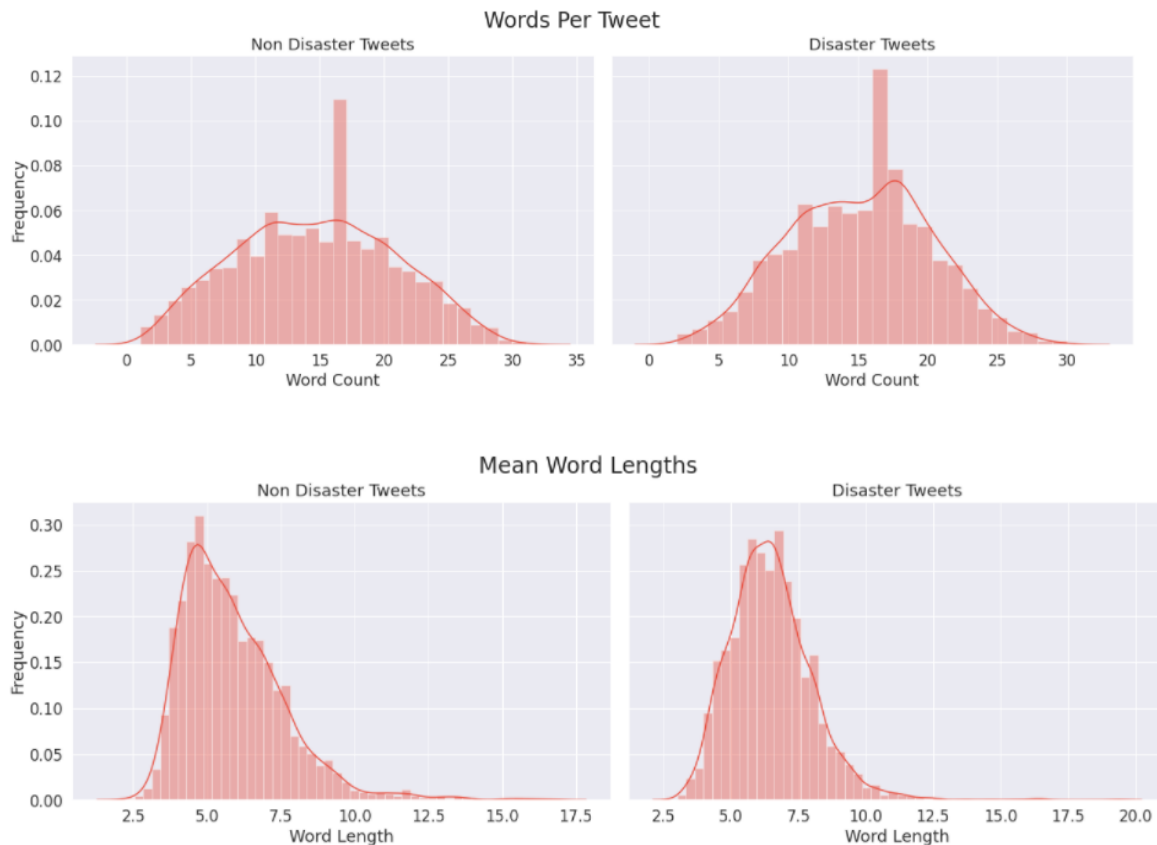 Words Per Tweet
Non Disaster Tweets Disaster Tweets
0.12
0.10
0.08
0.06
0.04
0.02
0.00
Frequency
0 5 10 15 20 25 30 35 0 5 10 15 20 25 30
Word Count Word Count
Mean Word Lengths
Non Disaster Tweets Disaster Tweets
0.30
0.25
0.20
0.15
0.10
0.05
0.00
Frequency
2.5 5.0 7.5 10.0 12.5 15.0 17.5 2.5 5.0 7.5 10.0 12.5 15.0 17.5 20.0
Word Length Word Length